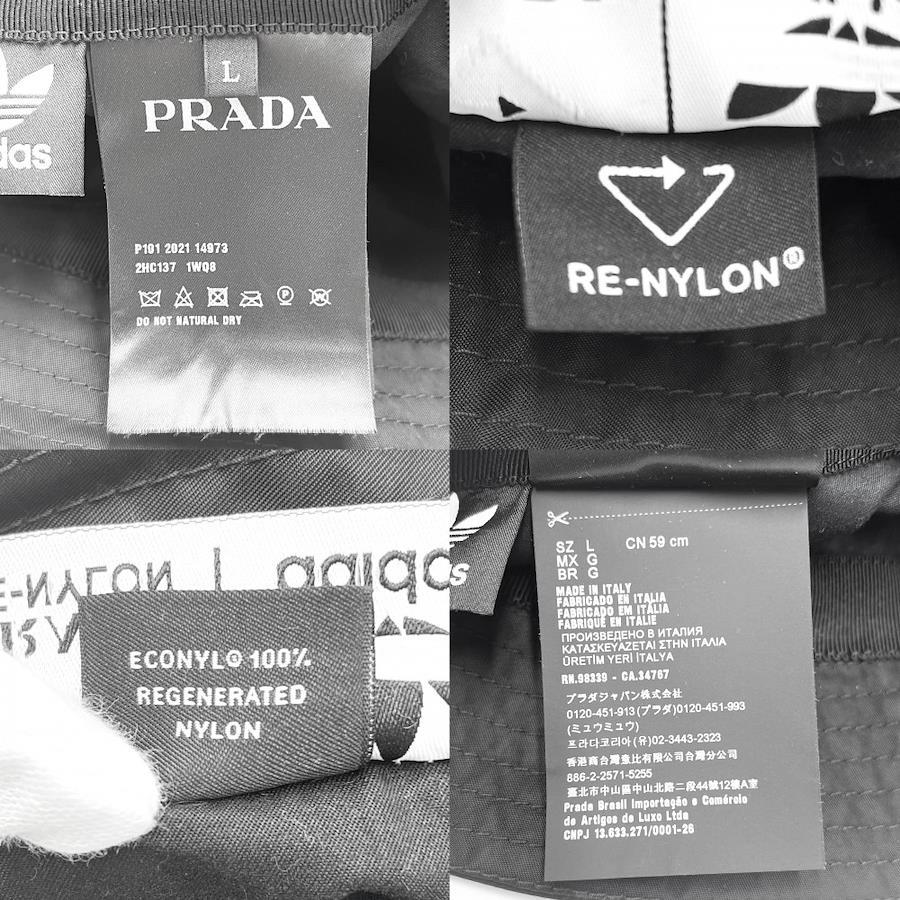 L
PRADA
das
P191 2021 14973
2HC137 1WQ8
DO NOT NATURAL DRY
RE-NYLON®
E-NYLON | adidas
ECONYL® 100%
REGENERATED
NYLON
s
SZ L CN 59 cm
MX G
BR G
MADE IN ITALY
FABRICADO EN ITALIA
FABRICADO EM ITÁLIA
FABRIQUÉ EN ITALIE
ПРОИЗВЕДЕНО В ИТАЛИЯ
ΚΑΤΑΣΚΕΥΑΖΕΤΑΙ ΣΤΗΝ ΙΤΑΛΙΑ
ÜRETİM YERİ İTALYA
RN.98339 - CA.34767
プラダジャパン株式会社
0120-451-913(プラダ)0120-451-993
(ミュウミュウ)
프라다코리아(유)02-3443-2323
香港商台灣壹比有限公司台灣分公司
886-2-2571-5255
臺北市中山區中山北路二段44號12樓A室
Prada Brasil Importação e Comércio
de Artigos de Luxo Ltda
CNPJ 13.633.271/0001-26